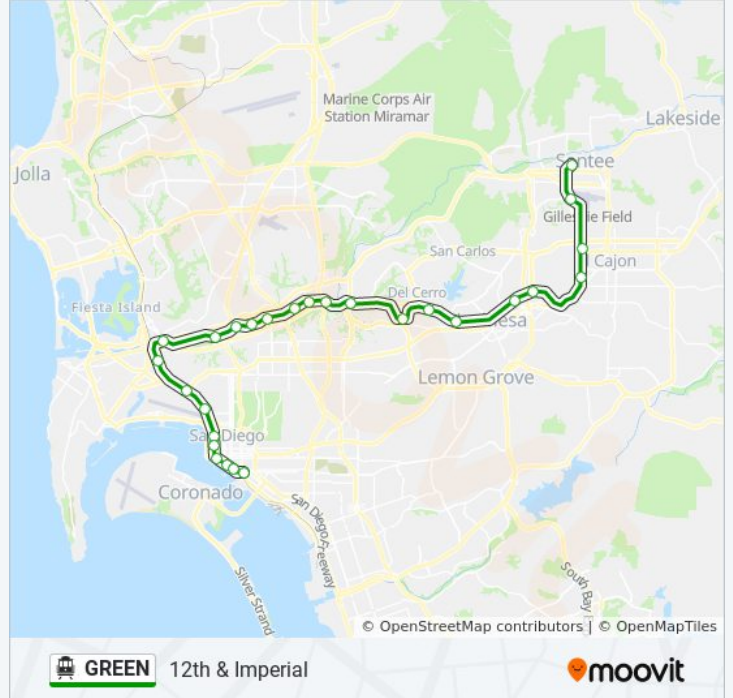 Marine Corps Air
Station Miramar
Lakeside
Santee
Jolla
Gillespie Field
San Carlos
Cajon
Del Cerro
Fiesta Island
esa
Lemon Grove
San Diego
Coronado
San Diego Freeway
Silver Strand
South Bay
© OpenStreetMap contributors | © OpenMapTiles
GREEN 12th & Imperial
moovit